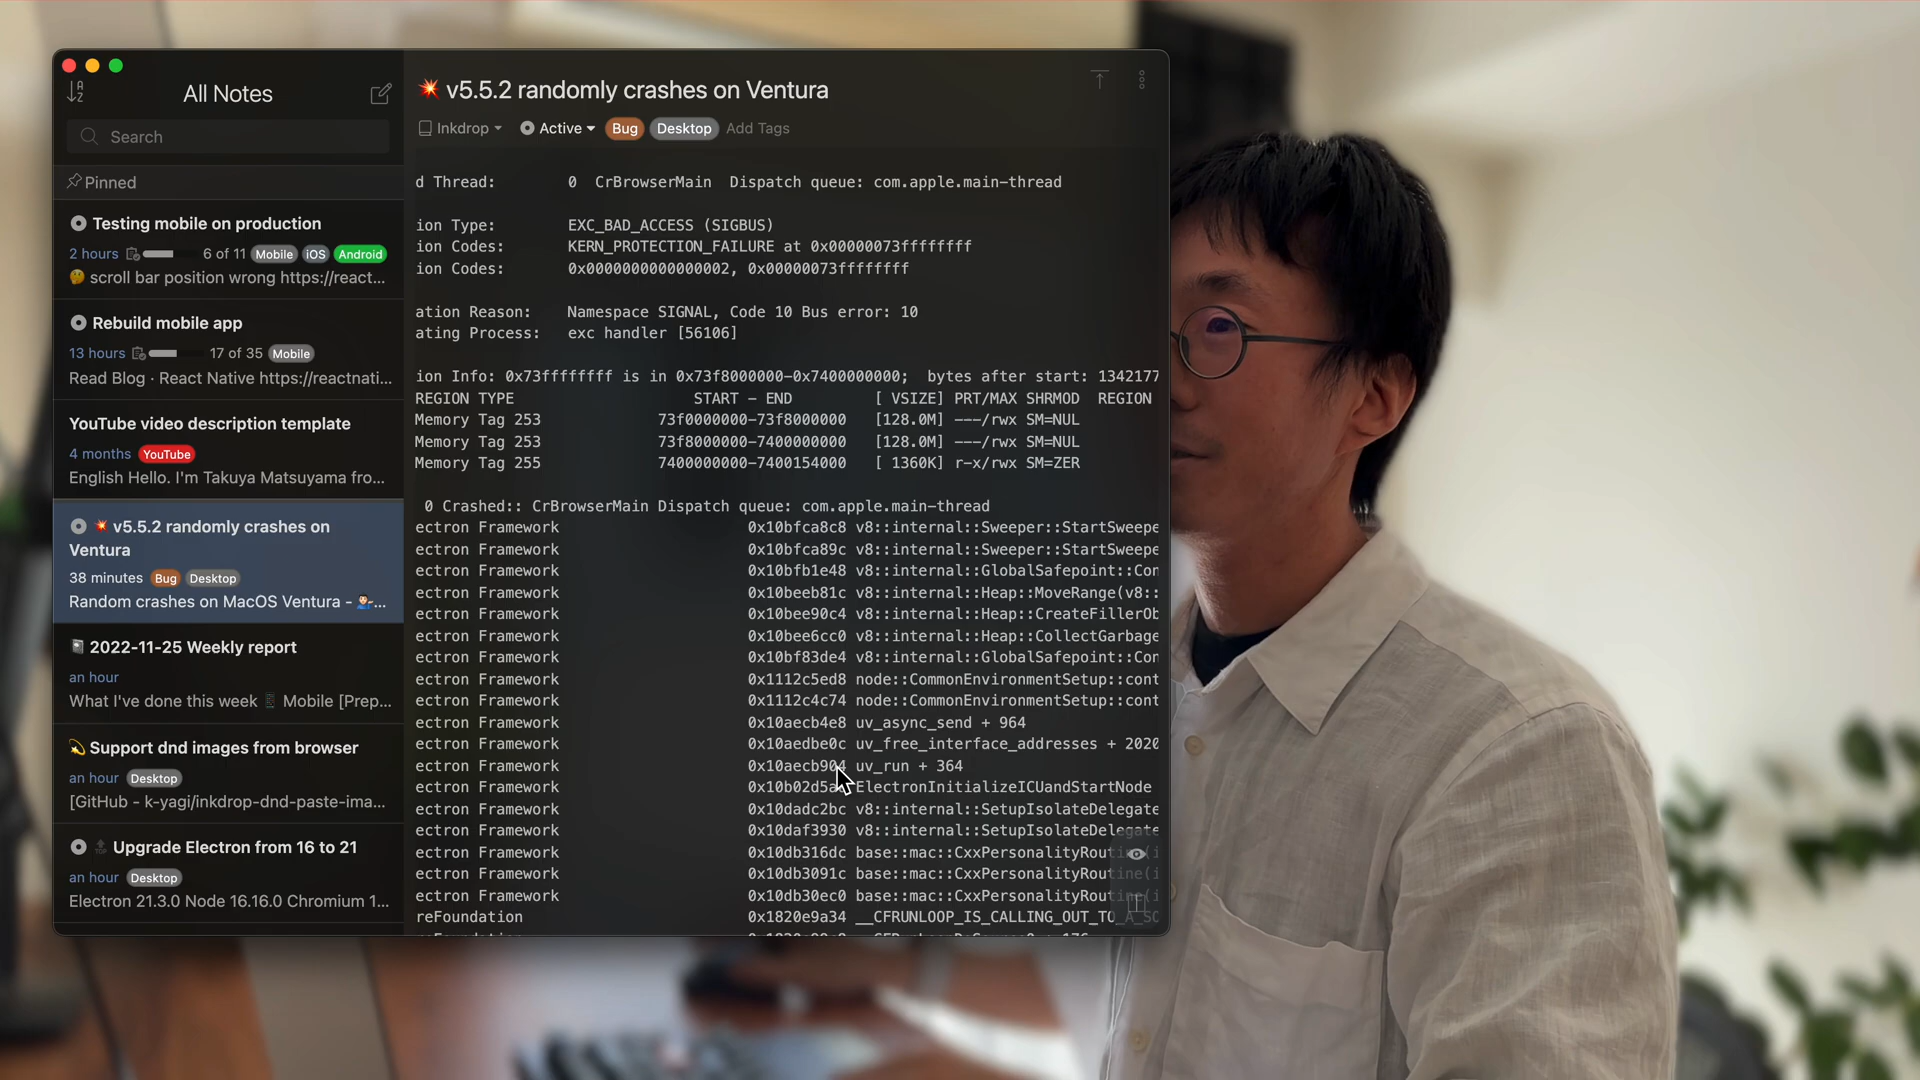 All Notes
Search
Pinned
Testing mobile on production
2 hours 6 of 11 Mobile iOS Android
🤔 scroll bar position wrong https://react...
Rebuild mobile app
13 hours 17 of 35 Mobile
Read Blog · React Native https://reactnati...
YouTube video description template
4 months YouTube
English Hello. I'm Takuya Matsuyama fro...
💥 v5.5.2 randomly crashes on
Ventura
38 minutes Bug Desktop
Random crashes on MacOS Ventura - 💁🏻‍♂️...
📓 2022-11-25 Weekly report
an hour
What I've done this week 📱 Mobile [Prep...
💫 Support dnd images from browser
an hour Desktop
[GitHub - k-yagi/inkdrop-dnd-paste-ima...
🔝 Upgrade Electron from 16 to 21
an hour Desktop
Electron 21.3.0 Node 16.16.0 Chromium 1...
💥 v5.5.2 randomly crashes on Ventura
Inkdrop Active Bug Desktop Add Tags
d Thread: 0 CrBrowserMain Dispatch queue: com.apple.main-thread
ion Type: EXC_BAD_ACCESS (SIGBUS)
ion Codes: KERN_PROTECTION_FAILURE at 0x00000073ffffffff
ion Codes: 0x0000000000000002, 0x00000073ffffffff
ation Reason: Namespace SIGNAL, Code 10 Bus error: 10
ating Process: exc handler [56106]
ion Info: 0x73ffffffff is in 0x73f8000000-0x7400000000; bytes after start: 1342177
REGION TYPE START - END [ VSIZE] PRT/MAX SHRMOD REGION
Memory Tag 253 73f0000000-73f8000000 [128.0M] ---/rwx SM=NUL
Memory Tag 253 73f8000000-7400000000 [128.0M] ---/rwx SM=NUL
Memory Tag 255 7400000000-7400154000 [ 1360K] r-x/rwx SM=ZER
0 Crashed:: CrBrowserMain Dispatch queue: com.apple.main-thread
ectron Framework 0x10bfca8c8 v8::internal::Sweeper::StartSweepe
ectron Framework 0x10bfca89c v8::internal::Sweeper::StartSweepe
ectron Framework 0x10bfb1e48 v8::internal::GlobalSafepoint::Con
ectron Framework 0x10beeb81c v8::internal::Heap::MoveRange(v8::
ectron Framework 0x10bee90c4 v8::internal::Heap::CreateFillerOb
ectron Framework 0x10bee6cc0 v8::internal::Heap::CollectGarbage
ectron Framework 0x10bf83de4 v8::internal::GlobalSafepoint::Con
ectron Framework 0x1112c5ed8 node::CommonEnvironmentSetup::cont
ectron Framework 0x1112c4c74 node::CommonEnvironmentSetup::cont
ectron Framework 0x10aecb4e8 uv_async_send + 964
ectron Framework 0x10aedbe0c uv_free_interface_addresses + 2020
ectron Framework 0x10aecb904 uv_run + 364
ectron Framework ElectronInitializeICUandStartNode
ectron Framework 0x10dadc2bc v8::internal::SetupIsolateDelegate
ectron Framework 0x10daf3930 v8::internal::SetupIsolateDelegate
ectron Framework 0x10db316dc base::mac::CxxPersonalityRoutine(i
ectron Framework 0x10db3091c base::mac::CxxPersonalityRoutine(i
ectron Framework 0x10db30ec0 base::mac::CxxPersonalityRoutine(i
reFoundation 0x1820e9a34 __CFRUNLOOP_IS_CALLING_OUT_TO_A_SO